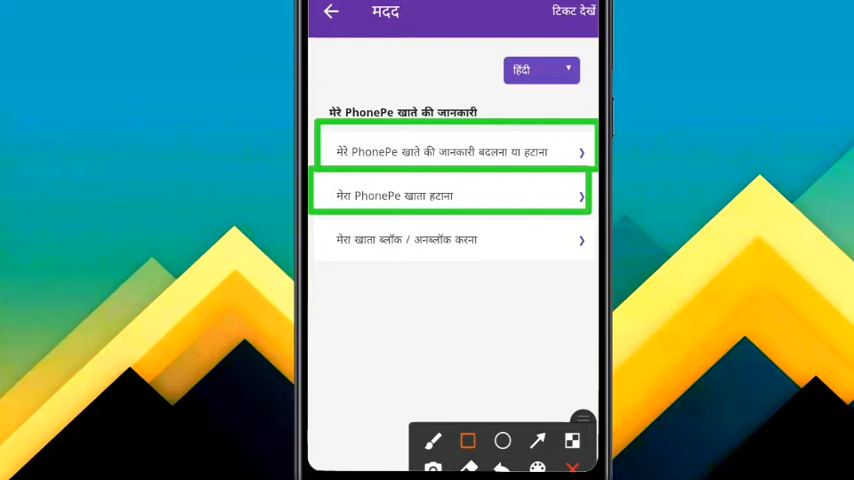 मदद
टिकट देखें
हिंदी
मेरे PhonePe खाते की जानकारी
मेरे PhonePe खाते की जानकारी बदलना या हटाना
मेरा PhonePe खाता हटाना
मेरा खाता ब्लॉक / अनब्लॉक करना